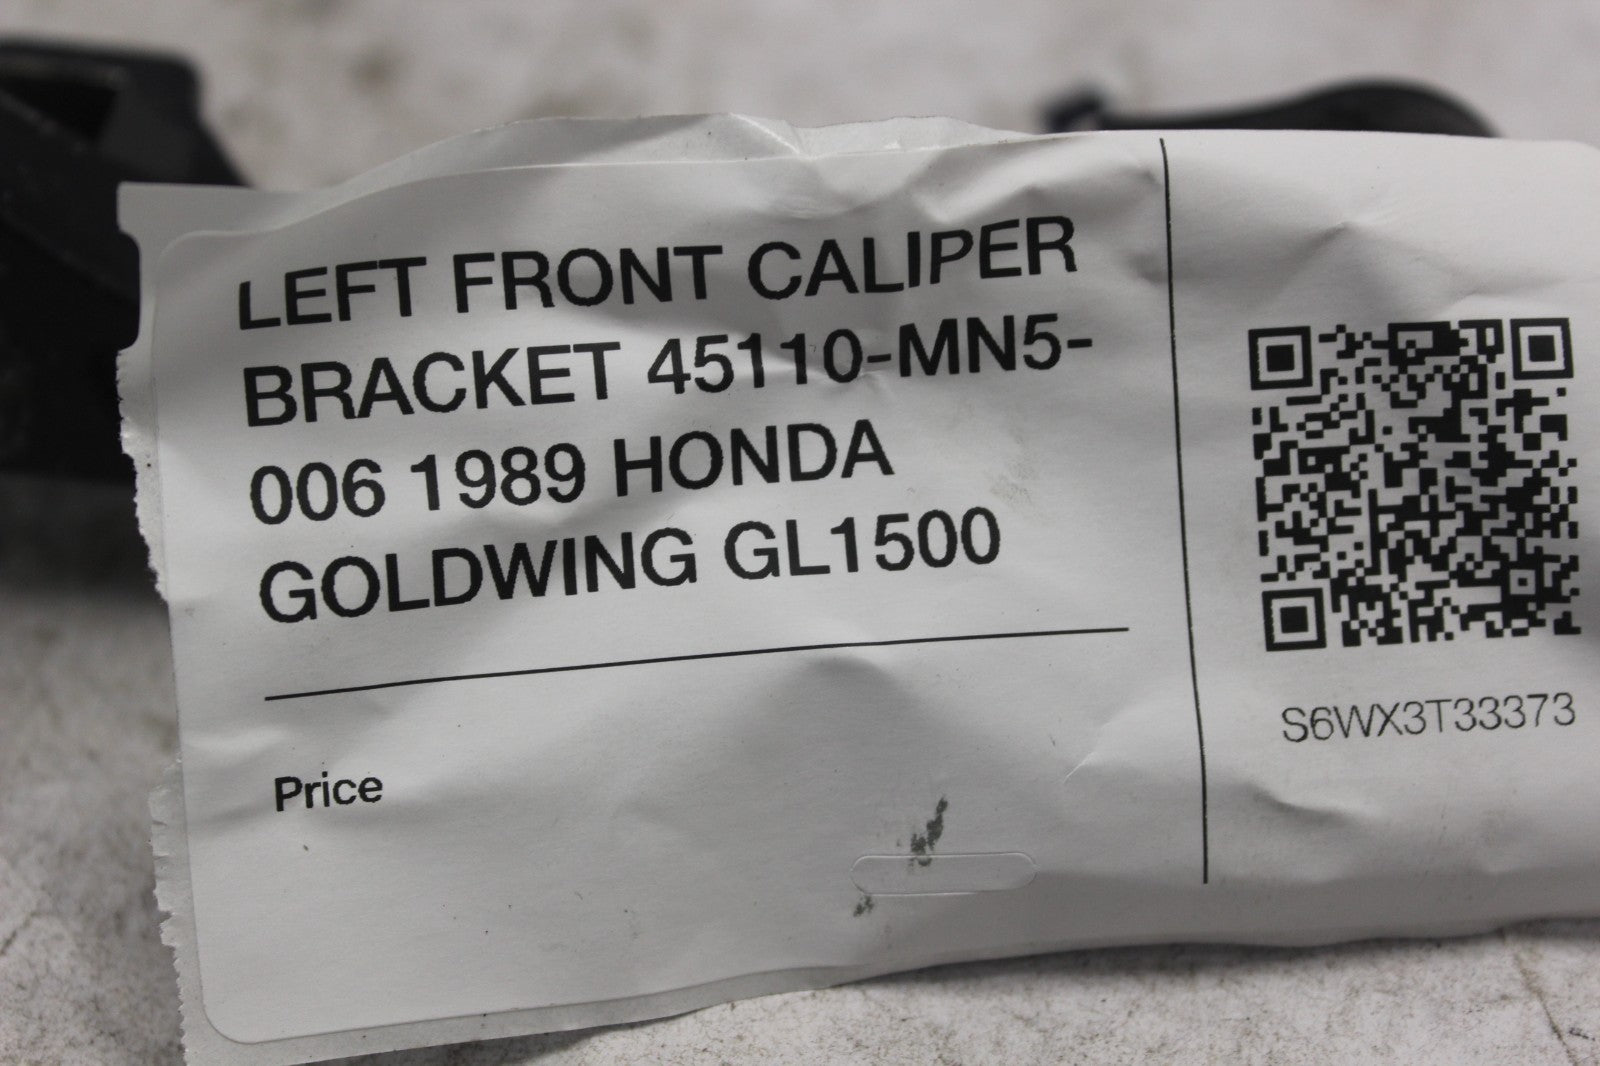 LEFT FRONT CALIPER
BRACKET 45110-MN5-
006 1989 HONDA
GOLDWING GL1500
Price
S6WX3T33373